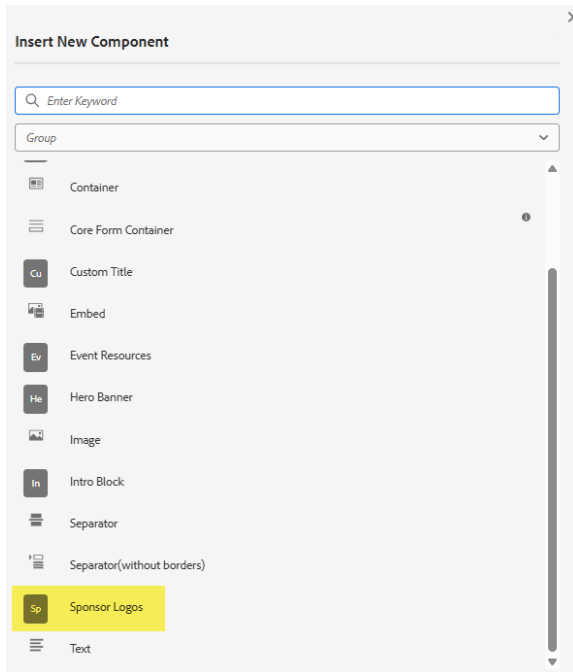 Insert New Component
Enter Keyword
Group
Container
Core Form Container
Cu Custom Title
Embed
Ev Event Resources
He Hero Banner
Image
In Intro Block
Separator
Separator(without borders)
Sp Sponsor Logos
Text